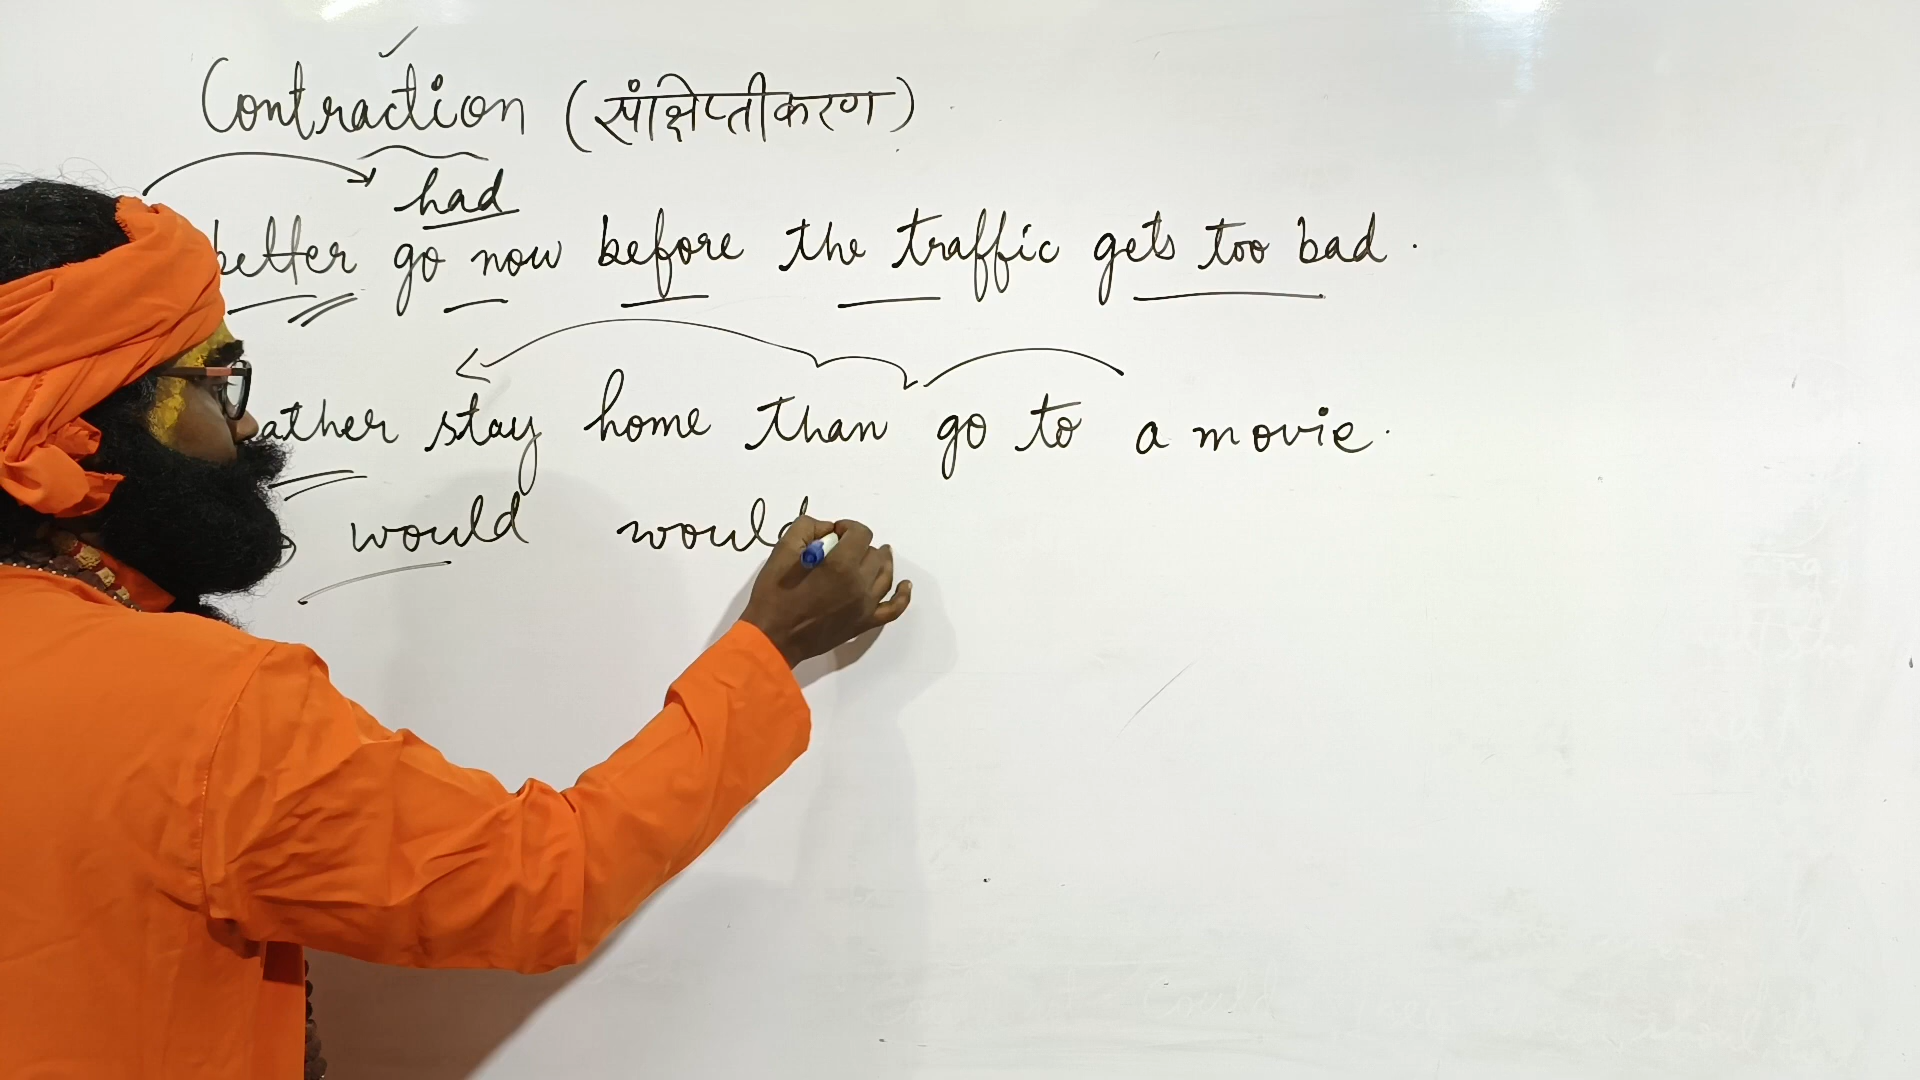 Contraction (संक्षिप्तीकरण)
had
better go now before the traffic gets too bad.
ather stay home than go to a movie.
would would